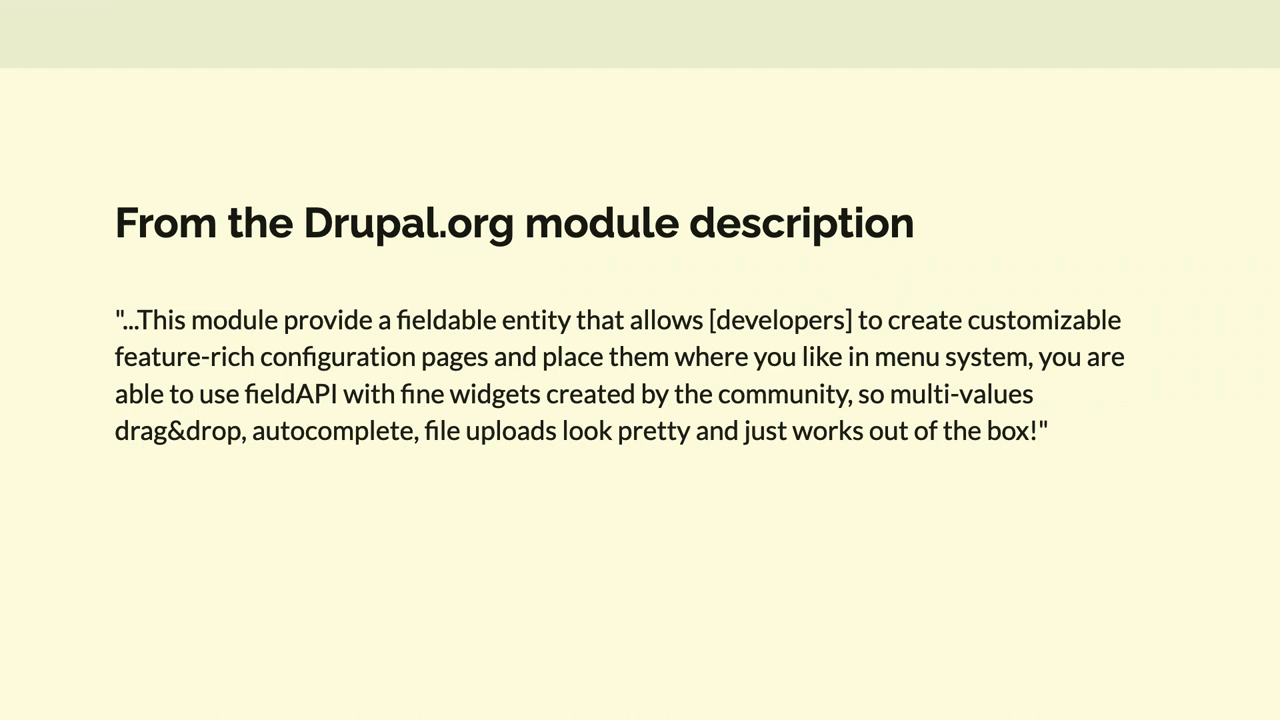 From the Drupal.org module description
"...This module provide a fieldable entity that allows [developers] to create customizable
feature-rich configuration pages and place them where you like in menu system, you are
able to use fieldAPI with fine widgets created by the community, so multi-values
drag&drop, autocomplete, file uploads look pretty and just works out of the box!"